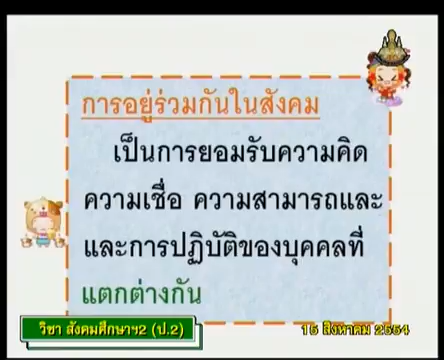 การอยู่ร่วมกันในสังคม
เป็นการยอมรับความคิด
ความเชื่อ ความสามารถและ
และการปฏิบัติของบุคคลที่
แตกต่างกัน
วิชา สังคมศึกษาฯ2 (ป.2)
15 สิงหาคม 2554